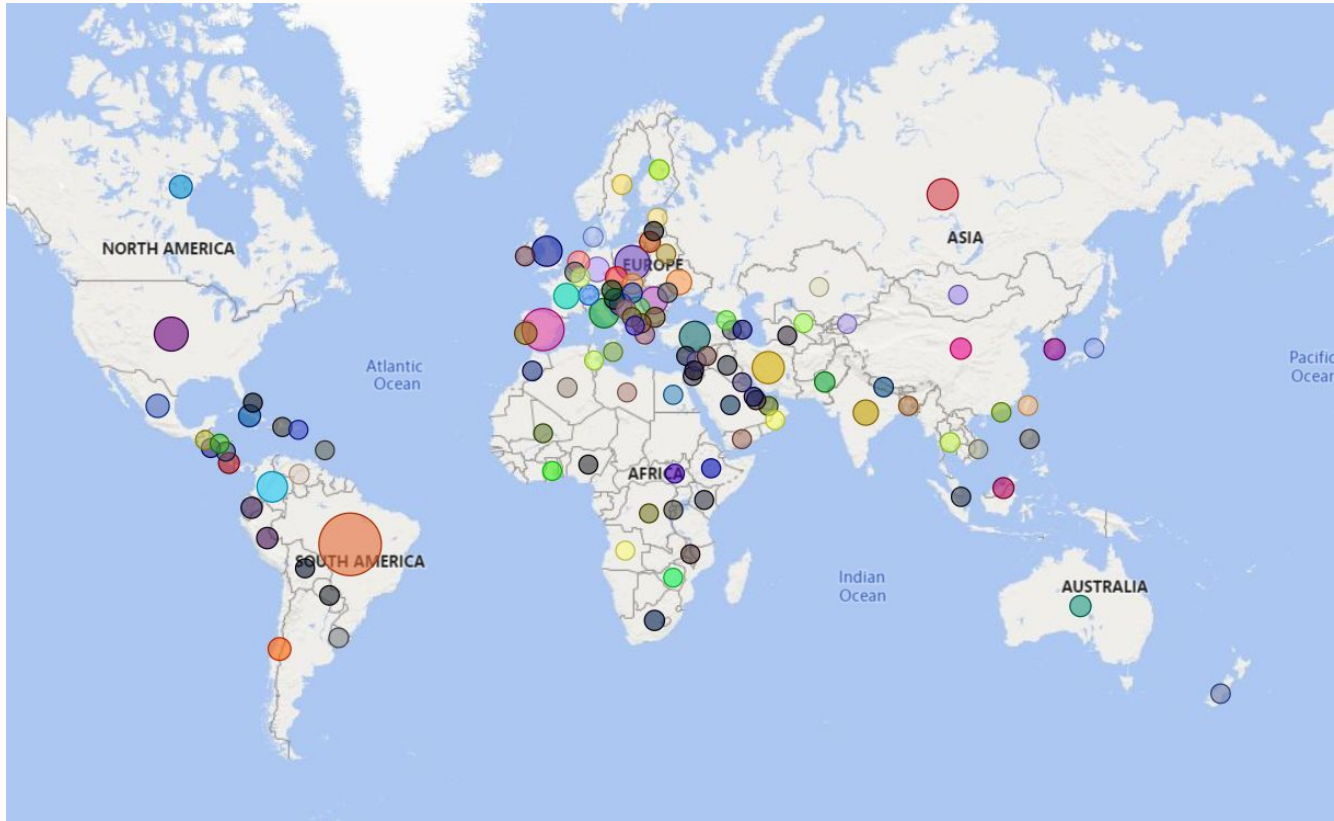 NORTH AMERICA
ASIA
EUROPE
Atlantic
Ocean
Pacific
Ocean
AFRICA
SOUTH AMERICA
Indian
Ocean
AUSTRALIA